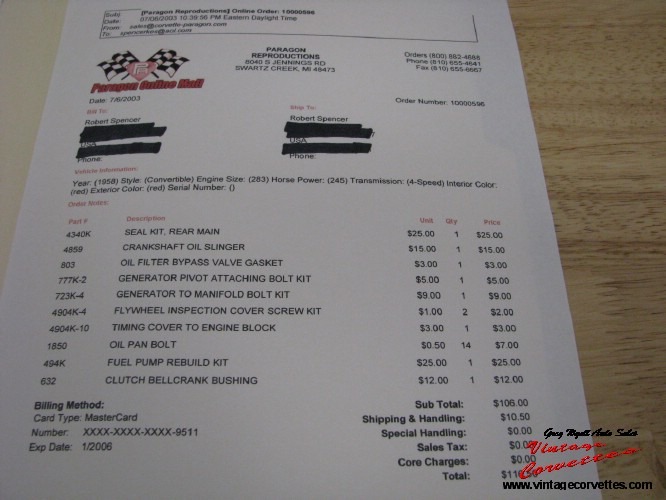 Subj: [Paragon Reproductions] Online Order: 10000596
Date: 07/06/2003 10:39:56 PM Eastern Daylight Time
From: sales@corvette-paragon.com
To:
Paragon Online Mall
PARAGON
REPRODUCTIONS
8040 S JENNINGS RD
SWARTZ CREEK, MI 48473
Orders (800) 882-4688
Phone (810) 655-4641
Fax (810) 655-6667
Date: 7/6/2003
Order Number: 10000596
Bill To: Ship To:
Robert Spencer Robert Spencer
USA
Phone: Phone:
Vehicle Information:
Year: (1958) Style: (Convertible) Engine Size: (283) Horse Power: (245) Transmission: (4-Speed) Interior Color:
(red) Exterior Color: (red) Serial Number: ()
Order Notes:
Part # Description Unit Qty Price
4340K SEAL KIT, REAR MAIN $25.00 1 $25.00
4859 CRANKSHAFT OIL SLINGER $15.00 1 $15.00
803 OIL FILTER BYPASS VALVE GASKET $3.00 1 $3.00
777K-2 GENERATOR PIVOT ATTACHING BOLT KIT $5.00 1 $5.00
723K-4 GENERATOR TO MANIFOLD BOLT KIT $9.00 1 $9.00
4904K-4 FLYWHEEL INSPECTION COVER SCREW KIT $1.00 2 $2.00
4904K-10 TIMING COVER TO ENGINE BLOCK $3.00 1 $3.00
1850 OIL PAN BOLT $0.50 14 $7.00
494K FUEL PUMP REBUILD KIT $25.00 1 $25.00
632 CLUTCH BELLCRANK BUSHING $12.00 1 $12.00
Billing Method: Sub Total: $106.00
Card Type: MasterCard Shipping & Handling: $10.50
Number: XXXX-XXXX-XXXX-9511 Special Handling: $0.00
Exp Date: 1/2006 Sales Tax: $0.00
Core Charges: $0.00
Total:
Greg Wyatt Auto Sales
Vintage
Corvettes
www.vintagecorvettes.com